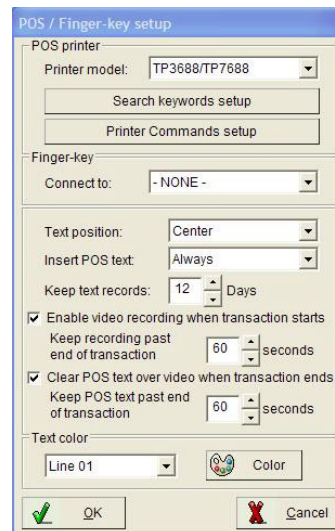 POS / Finger-key setup
POS printer
Printer model: TP3688/TP7688
Search keywords setup
Printer Commands setup
Finger-key
Connect to: - NONE -
Text position: Center
Insert POS text: Always
Keep text records: 12 Days
Enable video recording when transaction starts
Keep recording past
end of transaction 60 seconds
Clear POS text over video when transaction ends
Keep POS text past end
of transaction 60 seconds
Text color
Line 01 Color
OK Cancel